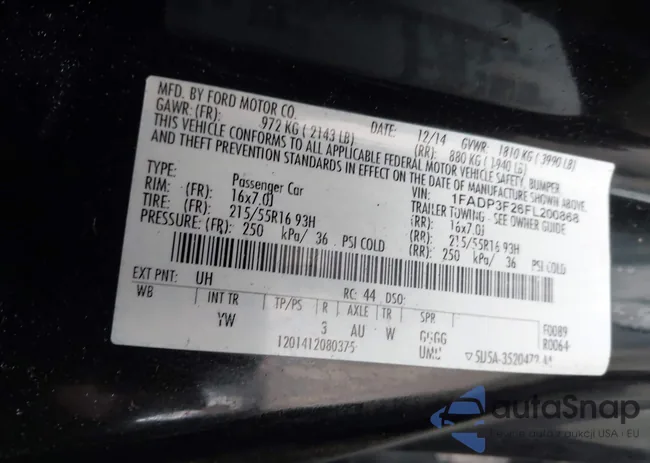 MFD. BY FORD MOTOR CO. DATE: 12/14 GVWR: 1810 KG ( 3990 LB)
GAWR: (FR): 972 KG ( 2143 LB) (RR): 880 KG ( 1940 LB)
THIS VEHICLE CONFORMS TO ALL APPLICABLE FEDERAL MOTOR VEHICLE SAFETY, BUMPER,
AND THEFT PREVENTION STANDARDS IN EFFECT ON THE DATE OF MANUFACTURE SHOWN ABOVE.
VIN: 1FADP3F26FL200868
TYPE: Passenger Car TRAILER TOWING - SEE OWNER GUIDE
RIM: (FR): 16x7.0J (RR): 16x7.0J
(FR): 215/55R16 93H (RR): 215/55R16 93H
PRESSURE: (FR): 250 kPa/ 36 PSI COLD (RR): 250 kPa/ 36 PSI COLD
EXT PNT: UH RC: 44 DSO:
WB INT TR TP/PS R AXLE TR SPR
YW 3 AU W GGGG F0089
1201412080375 R0064
autaSnap
USA i EU